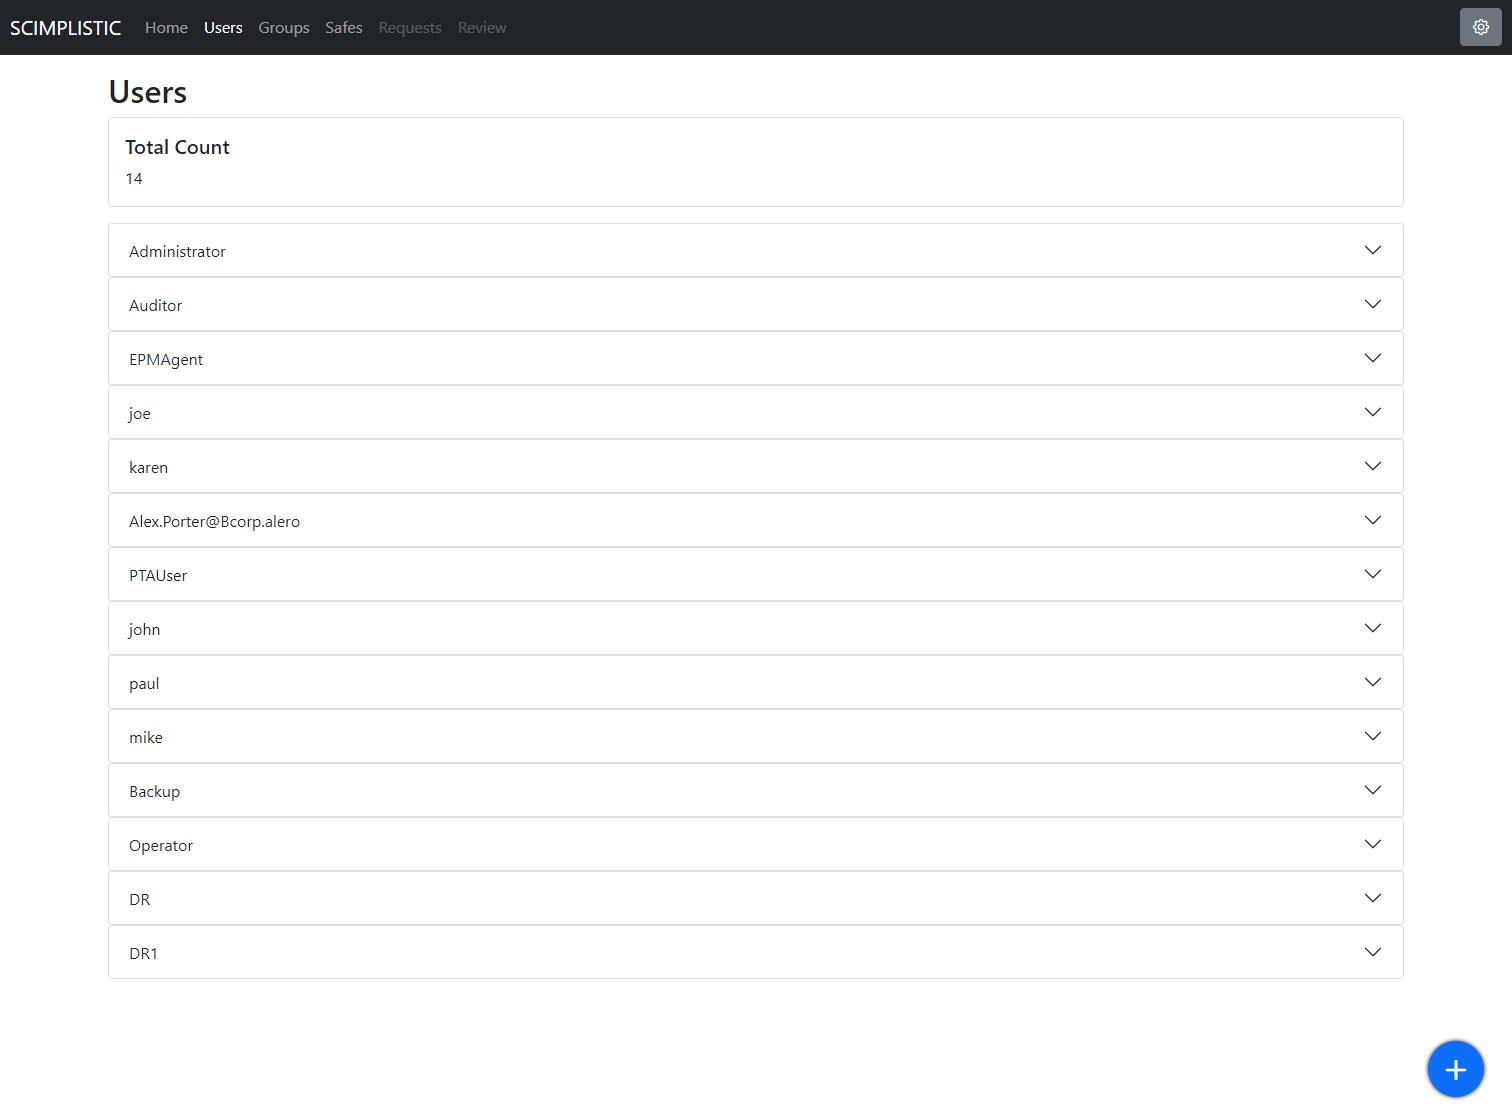 SCIMPLISTIC Home Users Groups Safes Requests Review
Users
Total Count
14
Administrator
Auditor
EPMAgent
joe
karen
Alex.Porter@Bcorp.alero
PTAUser
john
paul
mike
Backup
Operator
DR
DR1